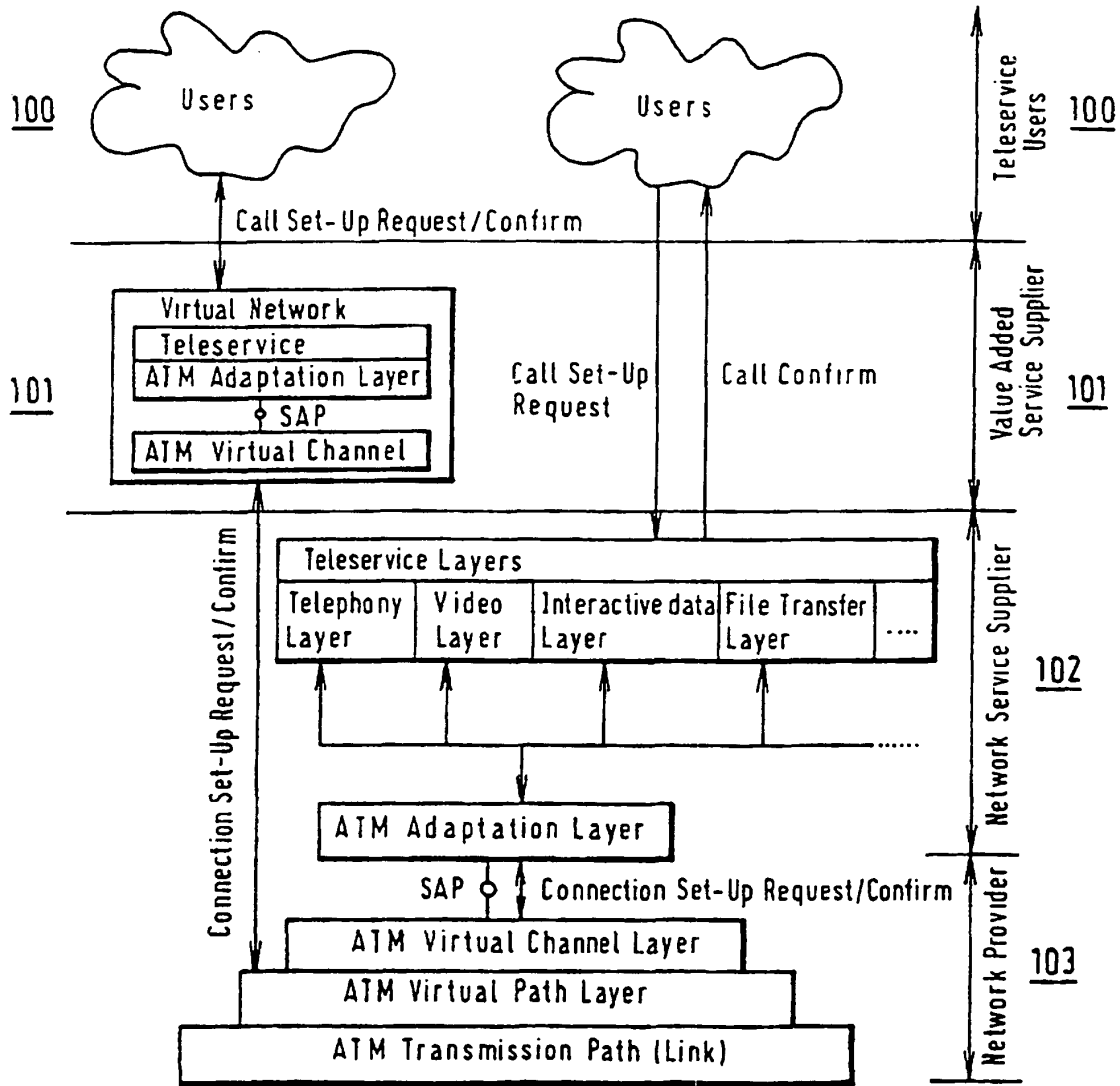 100
Users
Users
Teleservice
Users
100
Call Set-Up Request/Confirm
Virtual Network
Teleservice
ATM Adaptation Layer
SAP
ATM Virtual Channel
101
Call Set-Up
Request
Call Confirm
Value Added
Service Supplier
101
Connection Set-Up Request/Confirm
Teleservice Layers
Telephony
Layer
Video
Layer
Interactive data
Layer
File Transfer
Layer
....
Network Service Supplier
102
......
ATM Adaptation Layer
SAP
Connection Set-Up Request/Confirm
ATM Virtual Channel Layer
ATM Virtual Path Layer
ATM Transmission Path (Link)
Network Provider
103